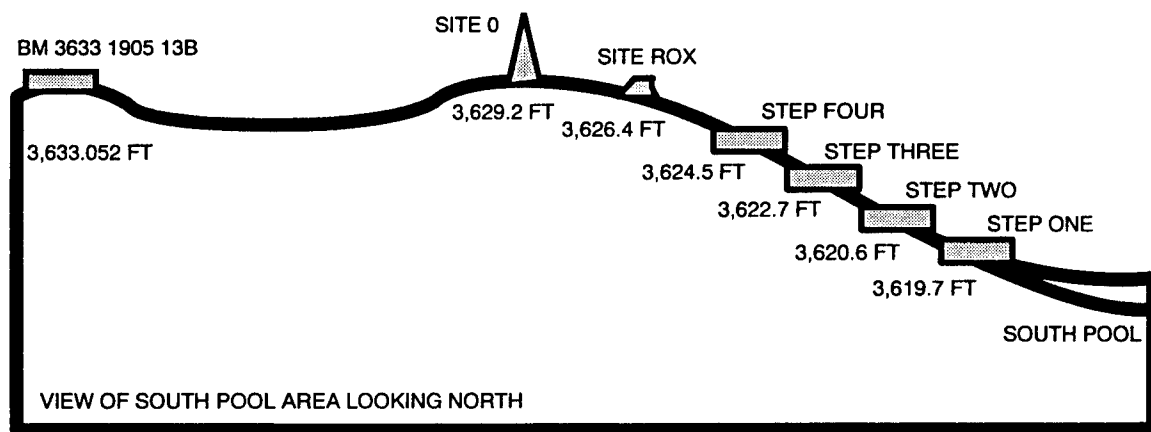 SITE 0
BM 3633 1905 13B
SITE ROX
3,629.2 FT
STEP FOUR
3,626.4 FT
3,633.052 FT
STEP THREE
3,624.5 FT
STEP TWO
3,622.7 FT
STEP ONE
3,620.6 FT
3,619.7 FT
SOUTH POOL
VIEW OF SOUTH POOL AREA LOOKING NORTH